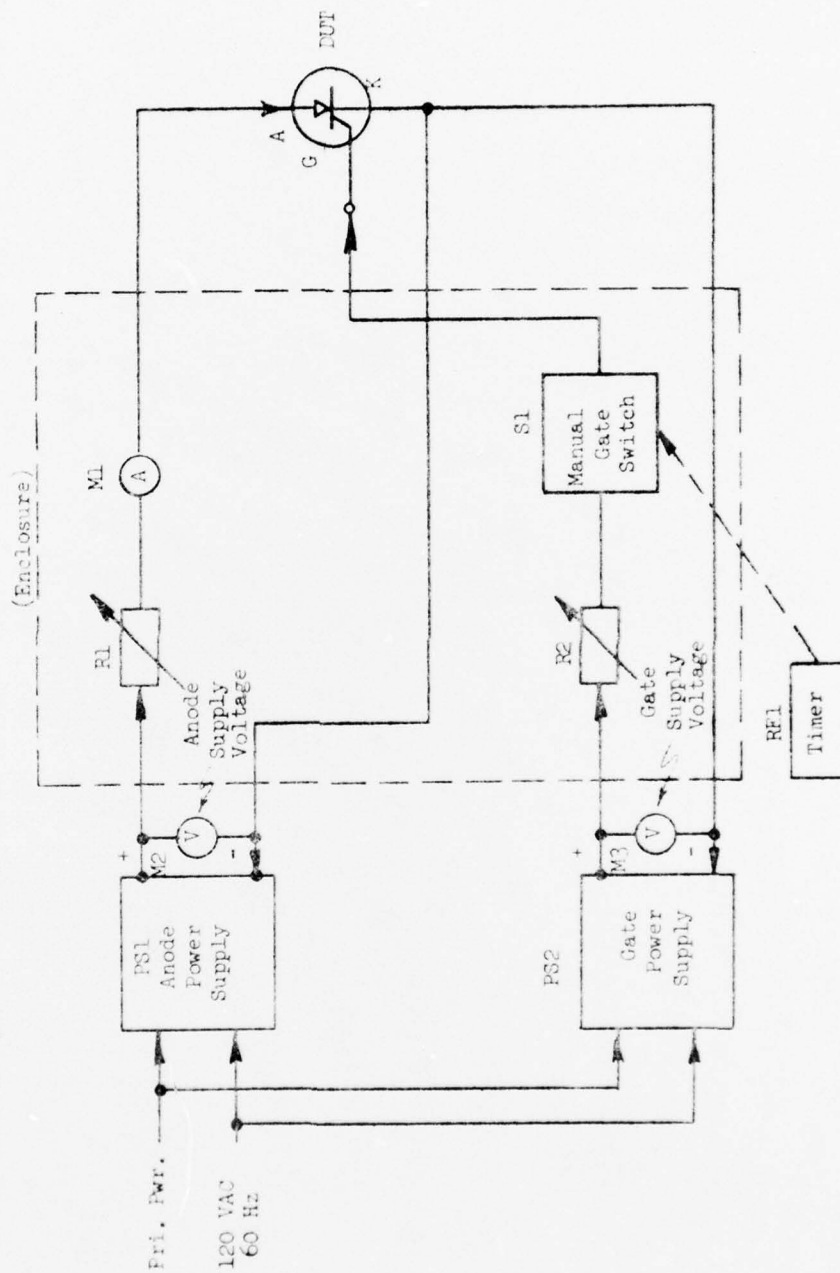 (Enclosure)
Pri. Pwr.
120 VAC
60 Hz
PS1
Anode
Power
Supply
+
M2
V
-
R1
Anode
Supply
Voltage
M1
A
A
G
K
DUT
PS2
Gate
Power
Supply
+
M3
V
-
R2
Gate
Supply
Voltage
S1
Manual
Gate
Switch
Timer